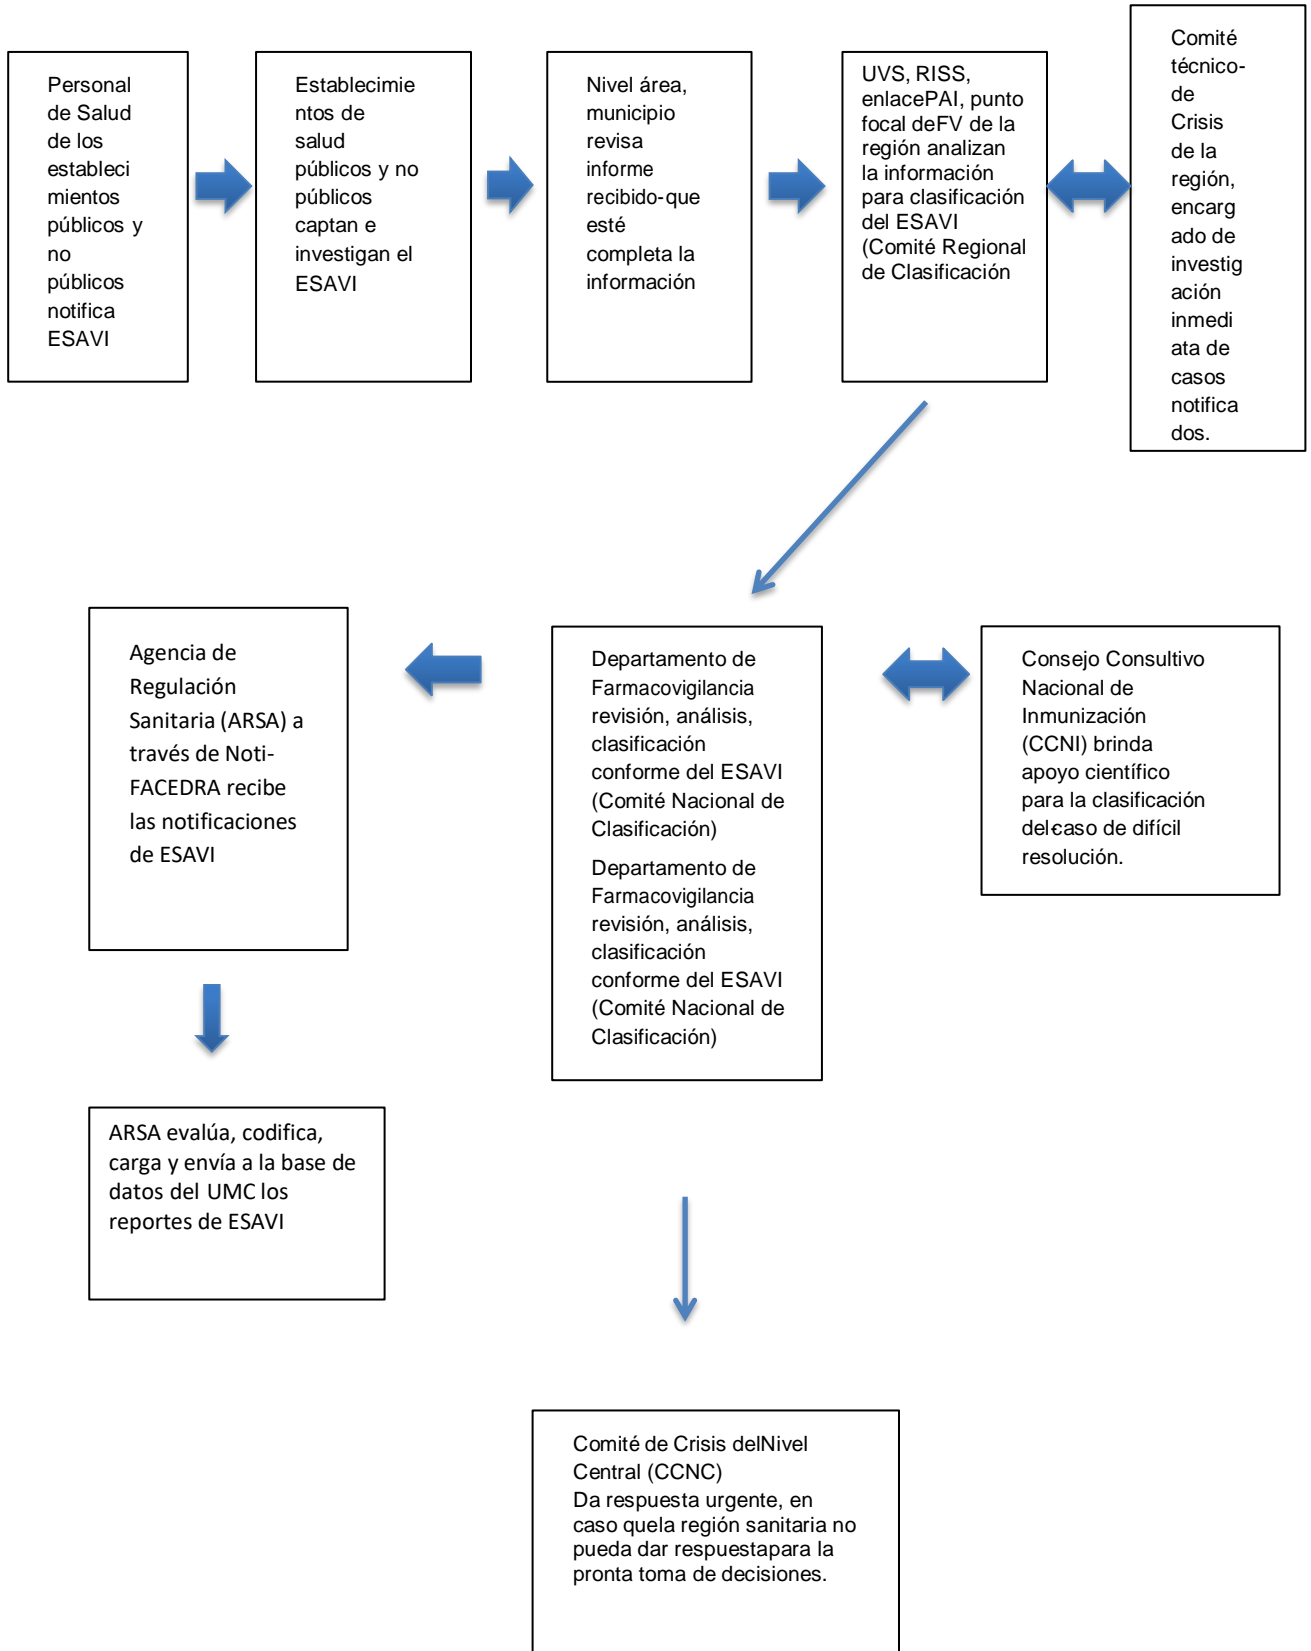 Personal
de Salud
de los
estableci
mientos
públicos y
no
públicos
notifica
ESAVI
Establecimie
ntos de
salud
públicos y no
públicos
captan e
investigan el
ESAVI
Nivel área,
municipio
revisa
informe
recibido-que
esté
completa la
información
UVS, RISS,
enlacePAI, punto
focal deFV de la
región analizan
la información
para clasificación
del ESAVI
(Comité Regional
de Clasificación
Comité
técnico-
de
Crisis
de la
región,
encarg
ado de
investig
ación
inmedi
ata de
casos
notifica
dos.
Agencia de
Regulación
Sanitaria (ARSA) a
través de Noti-
FACEDRA recibe
las notificaciones
de ESAVI
Departamento de
Farmacovigilancia
revisión, análisis,
clasificación
conforme del ESAVI
(Comité Nacional de
Clasificación)
Departamento de
Farmacovigilancia
revisión, análisis,
clasificación
conforme del ESAVI
(Comité Nacional de
Clasificación)
Consejo Consultivo
Nacional de
Inmunización
(CCNI) brinda
apoyo científico
para la clasificación
del caso de difícil
resolución.
ARSA evalúa, codifica,
carga y envía a la base de
datos del UMC los
reportes de ESAVI
Comité de Crisis delNivel
Central (CCNC)
Da respuesta urgente, en
caso quela región sanitaria no
pueda dar respuestapara la
pronta toma de decisiones.